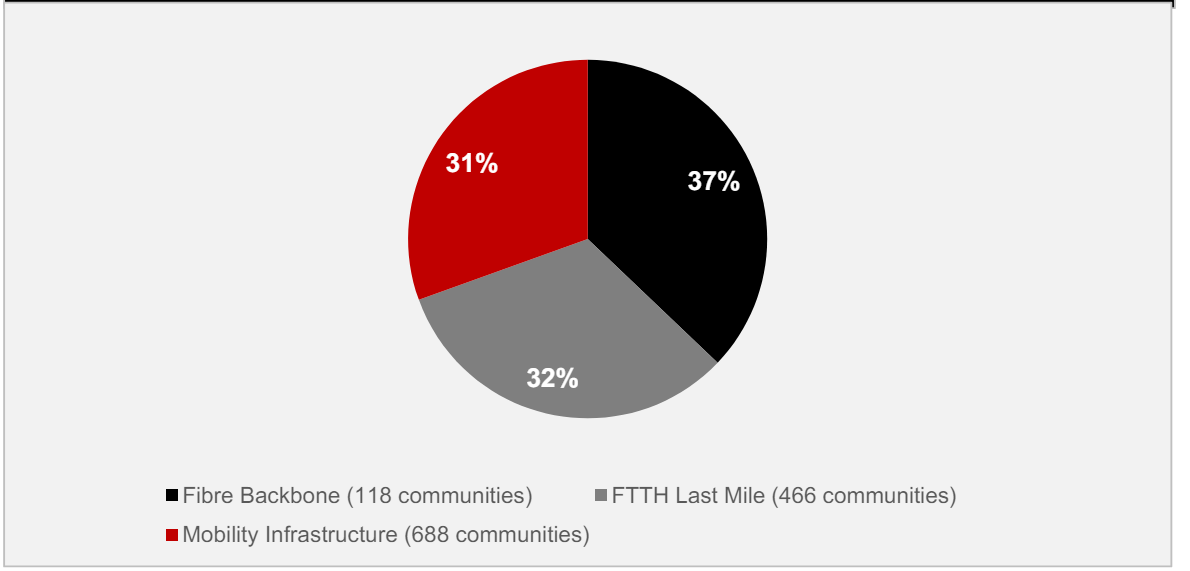 31%
37%
32%
Fibre Backbone (118 communities)
FTTH Last Mile (466 communities)
Mobility Infrastructure (688 communities)